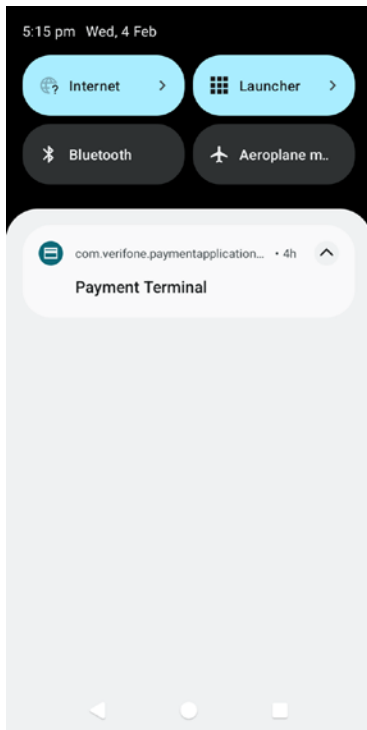 5:15 pm Wed, 4 Feb
Internet
Launcher
Bluetooth
Aeroplane m..
com.verifone.paymentapplication... • 4h
Payment Terminal